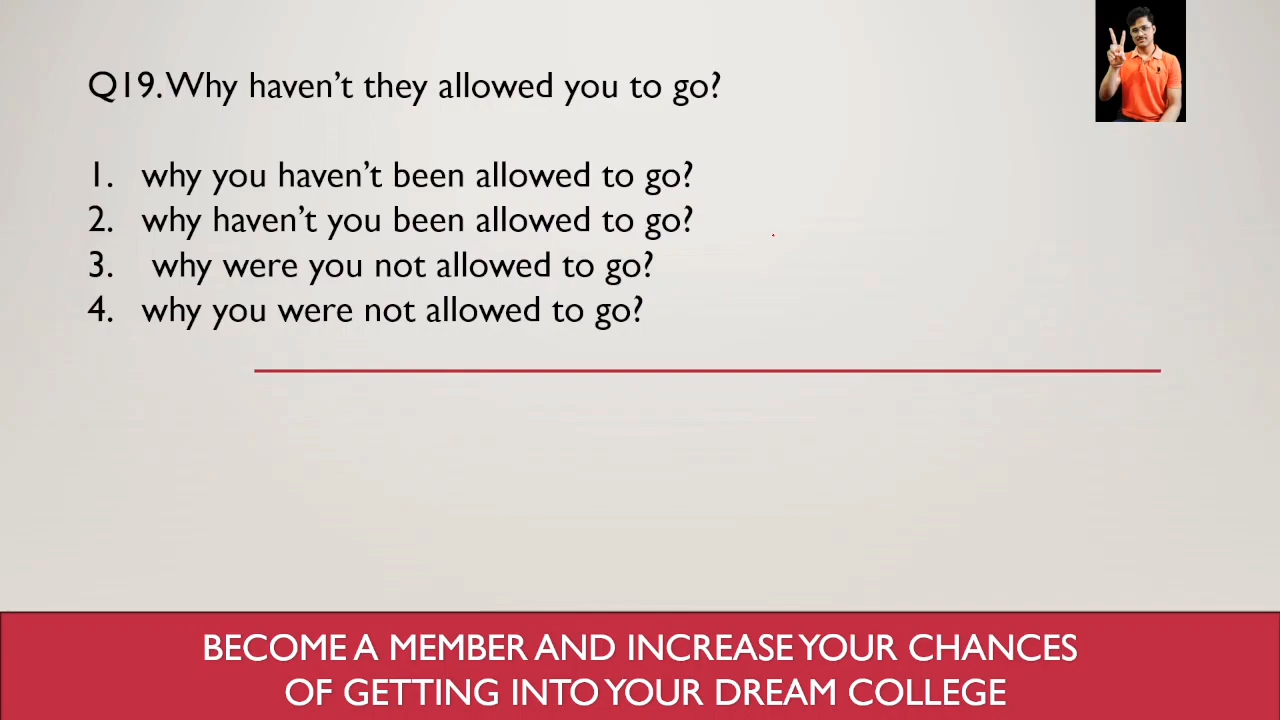 Q19. Why haven't they allowed you to go?
1. why you haven't been allowed to go?
2. why haven't you been allowed to go?
3. why were you not allowed to go?
4. why you were not allowed to go?
BECOME A MEMBER AND INCREASE YOUR CHANCES
OF GETTING INTO YOUR DREAM COLLEGE